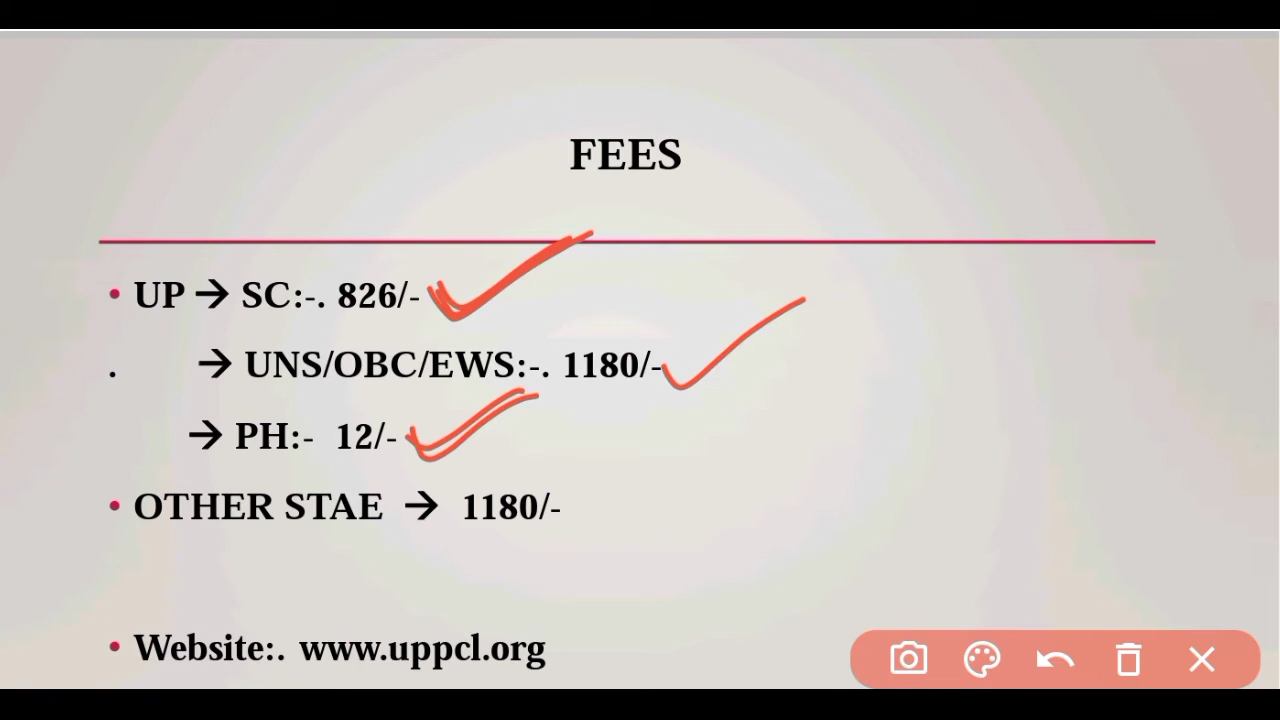 FEES
• UP → SC:-. 826/-
. → UNS/OBC/EWS:-. 1180/-
→ PH:- 12/-
• OTHER STAE → 1180/-
• Website:. www.uppcl.org